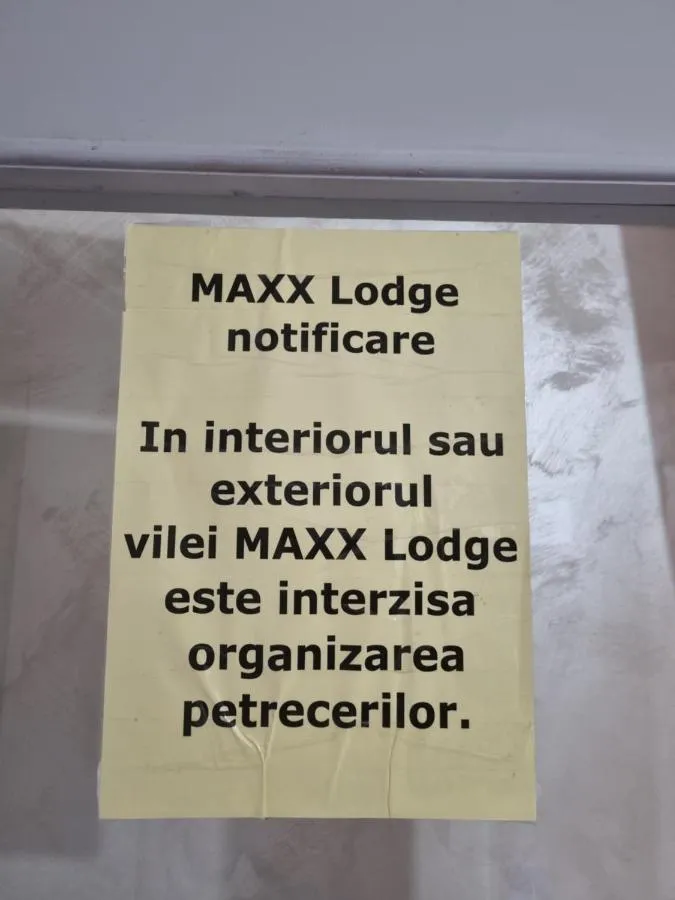 MAXX Lodge
notificare
In interiorul sau
exteriorul
vilei MAXX Lodge
este interzisa
organizarea
petrecerilor.